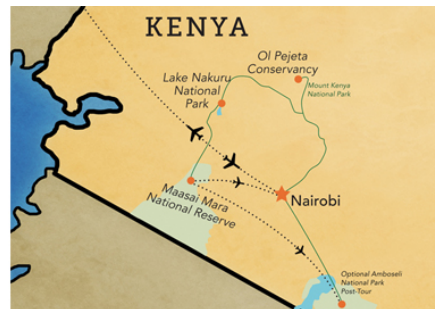 KENYA
Ol Pejeta
Conservancy
Lake Nakuru
National
Park
Mount Kenya
National Park
Maasai Mara
National Reserve
Nairobi
Optional Amboseli
National Park
Post-Tour